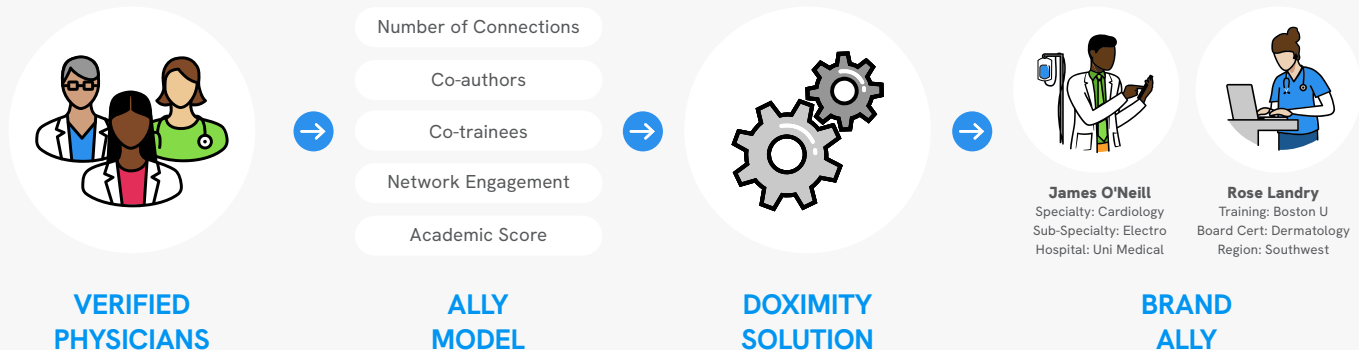 Number of Connections
Co-authors
Co-trainees
Network Engagement
Academic Score
James O'Neill
Specialty: Cardiology
Sub-Specialty: Electro
Hospital: Uni Medical
Rose Landry
Training: Boston U
Board Cert: Dermatology
Region: Southwest
VERIFIED
PHYSICIANS
ALLY
MODEL
DOXIMITY
SOLUTION
BRAND
ALLY